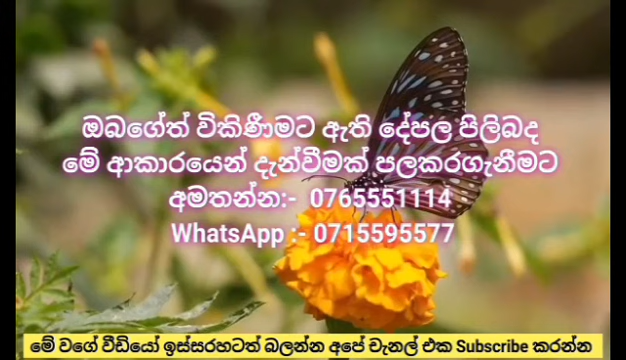 ඔබගේත් විකිණීමට ඇති දේපල පිලිබද
මේ ආකාරයෙන් දැන්වීමක් පලකරගැනීමට
අමතන්න:- 0765551114
WhatsApp :- 0715595577
මේ වගේ වීඩියෝ ඉස්සරහටත් බලන්න අපේ චැනල් එක Subscribe කරන්න